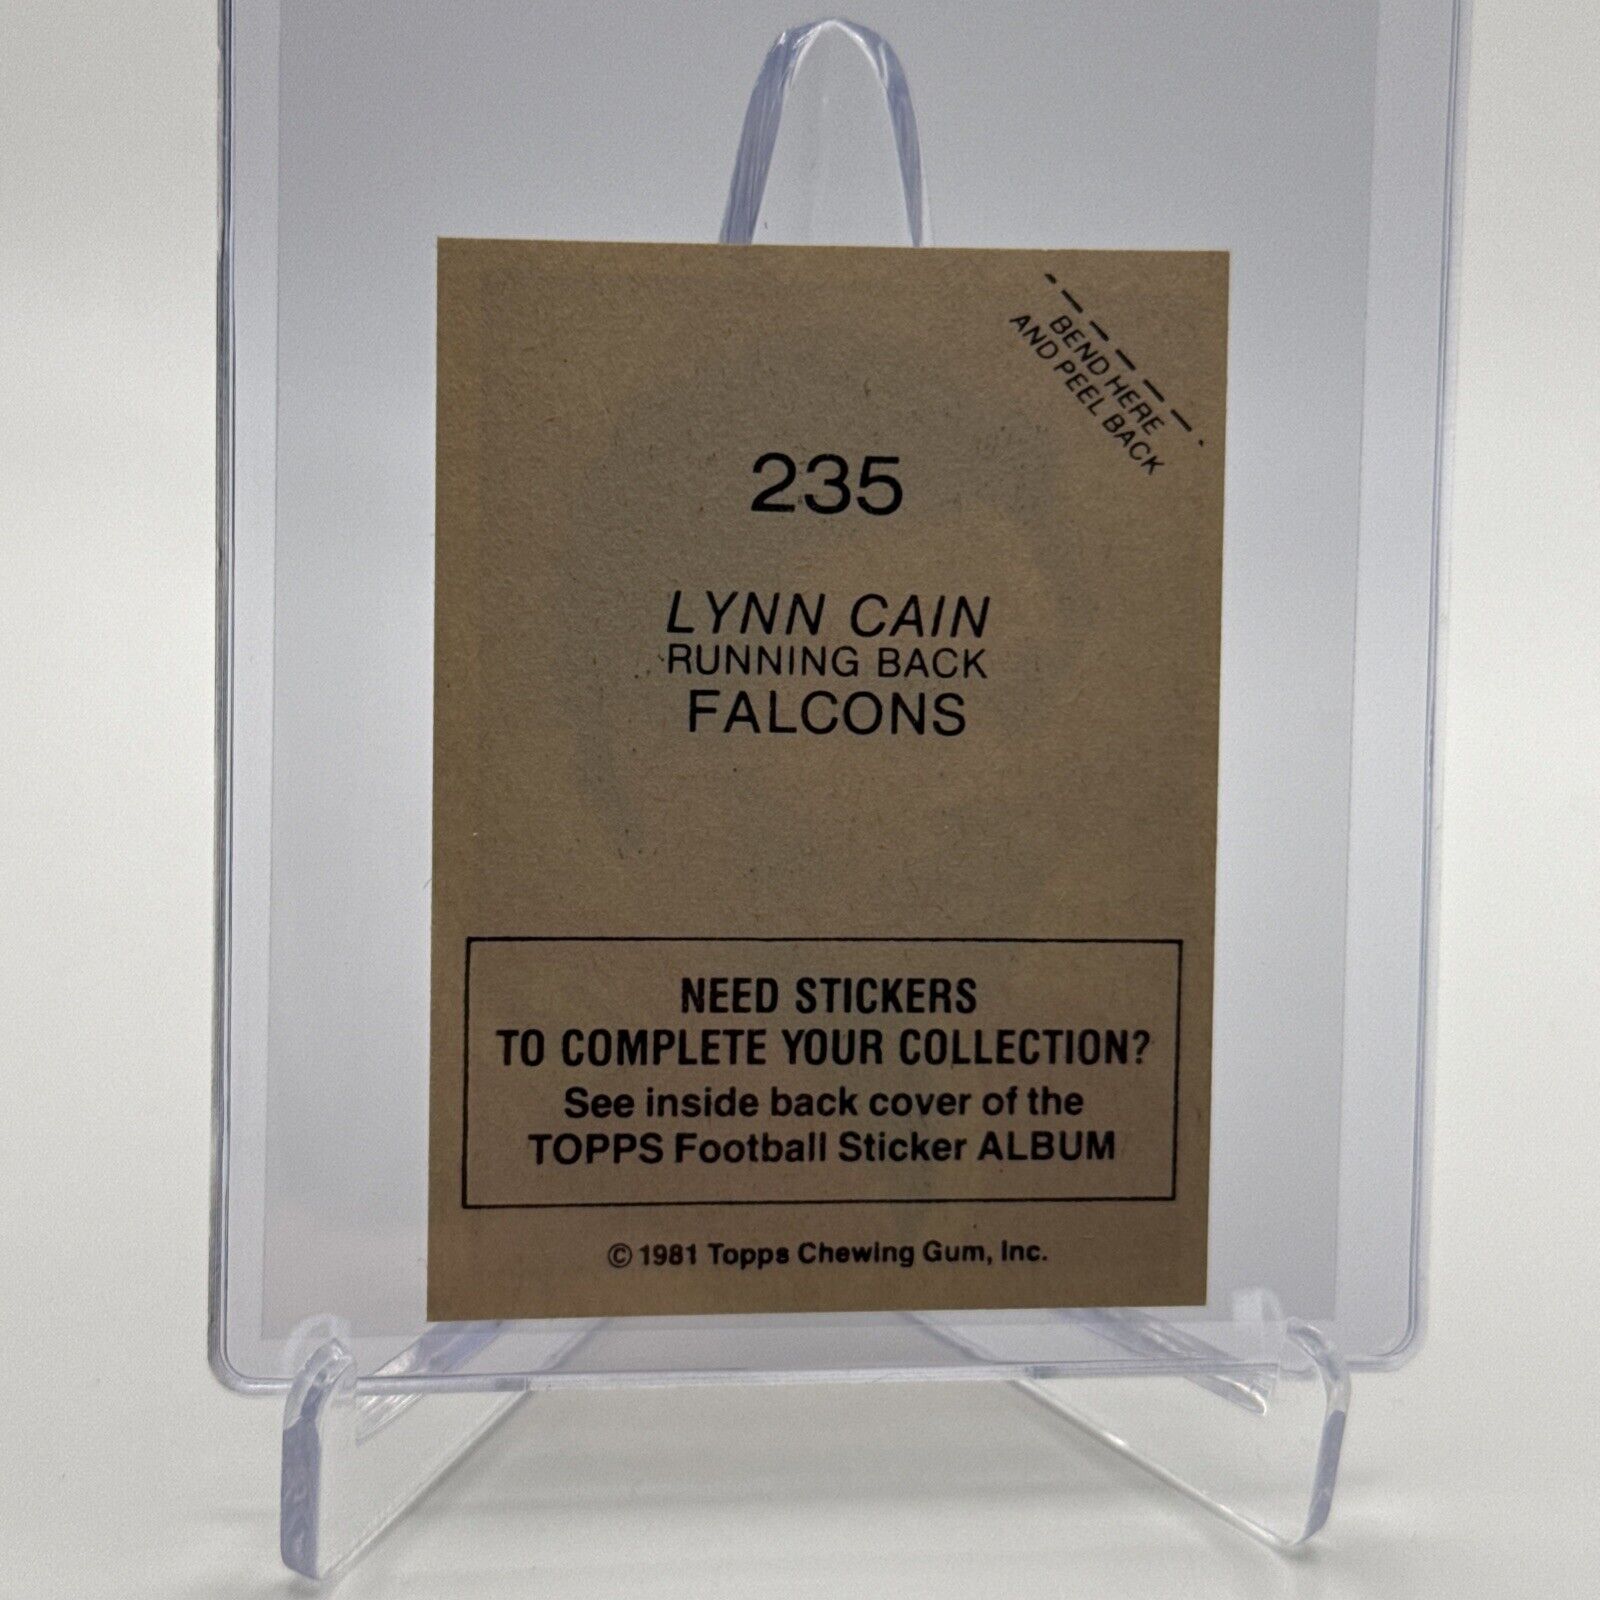 BEND HERE
AND PEEL BACK
235
LYNN CAIN
RUNNING BACK
FALCONS
NEED STICKERS
TO COMPLETE YOUR COLLECTION?
See inside back cover of the
TOPPS Football Sticker ALBUM
© 1981 Topps Chewing Gum, Inc.